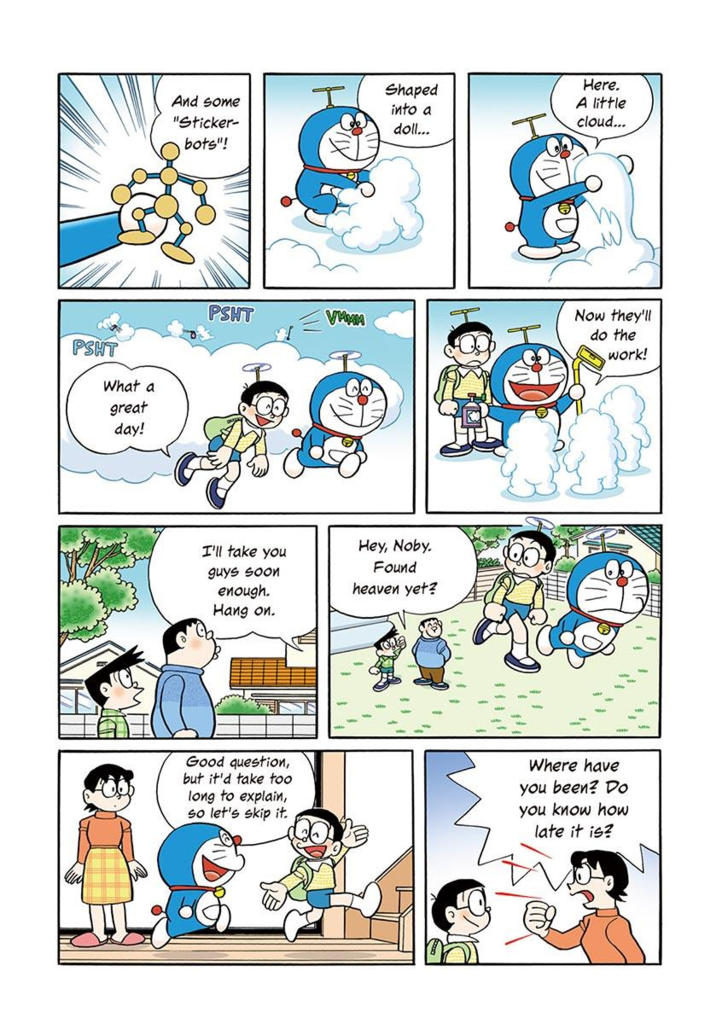 Here.
A little
cloud...
Shaped
into a
doll...
And some
"Sticker-
bots"!
Now they'll
do the
work!
VMMM
PSHT
PSHT
What a
great
day!
Hey, Noby.
Found
heaven yet?
I'll take you
guys soon
enough.
Hang on.
Where have
you been? Do
you know how
late it is?
Good question,
but it'd take too
long to explain,
so let's skip it.